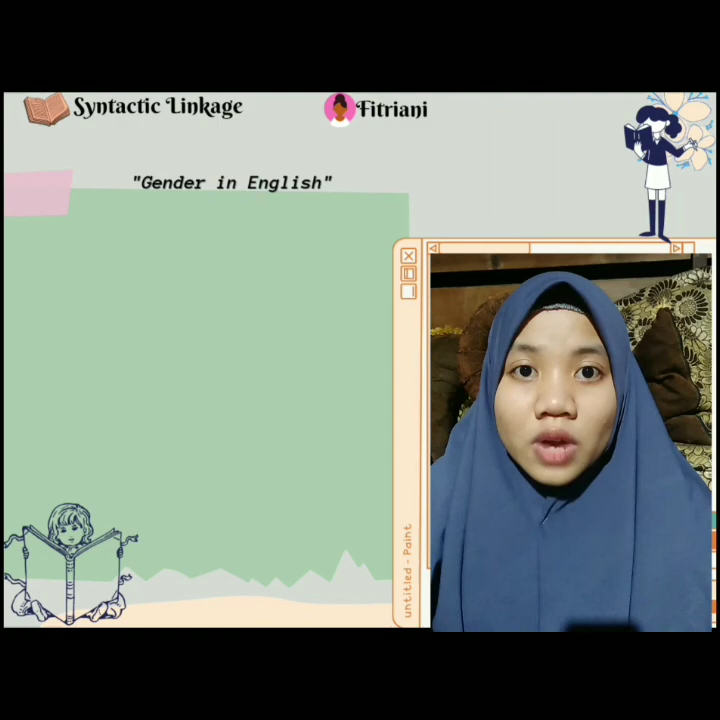 Syntactic Linkage
Fitriani
"Gender in English"
untitled - Paint